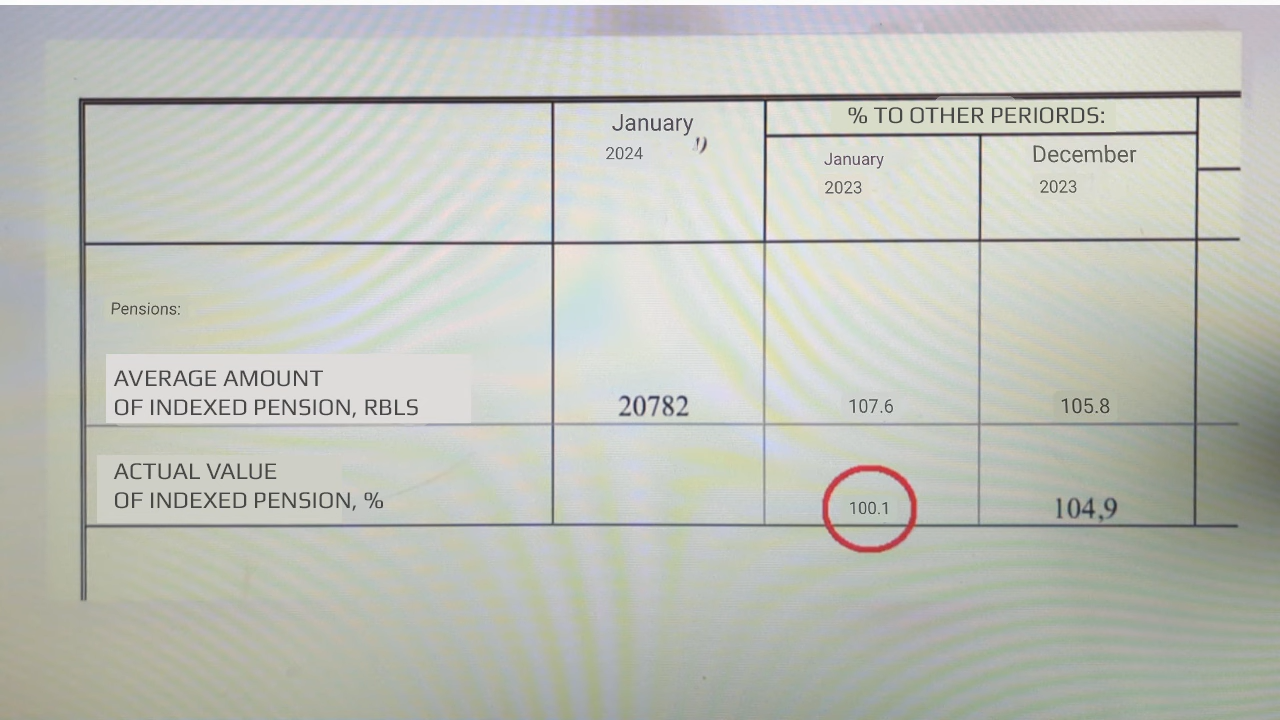 January
2024
% TO OTHER PERIORDS:
January
2023
December
2023
Pensions:
AVERAGE AMOUNT
OF INDEXED PENSION, RBLS
20782
107.6
105.8
ACTUAL VALUE
OF INDEXED PENSION, %
100.1
104,9